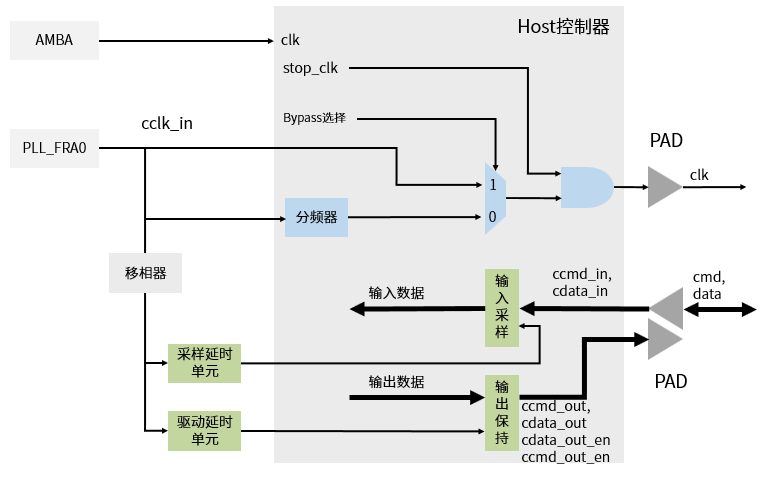 Host控制器
AMBA
clk
stop_clk
Bypass选择
cclk_in
PLL_FRA0
PAD
clk
1
0
分频器
移相器
输入数据
输入采样
ccmd_in,
cdata_in
cmd,
data
采样延时
单元
输出数据
输出保持
PAD
驱动延时
单元
ccmd_out,
cdata_out
cdata_out_en
ccmd_out_en